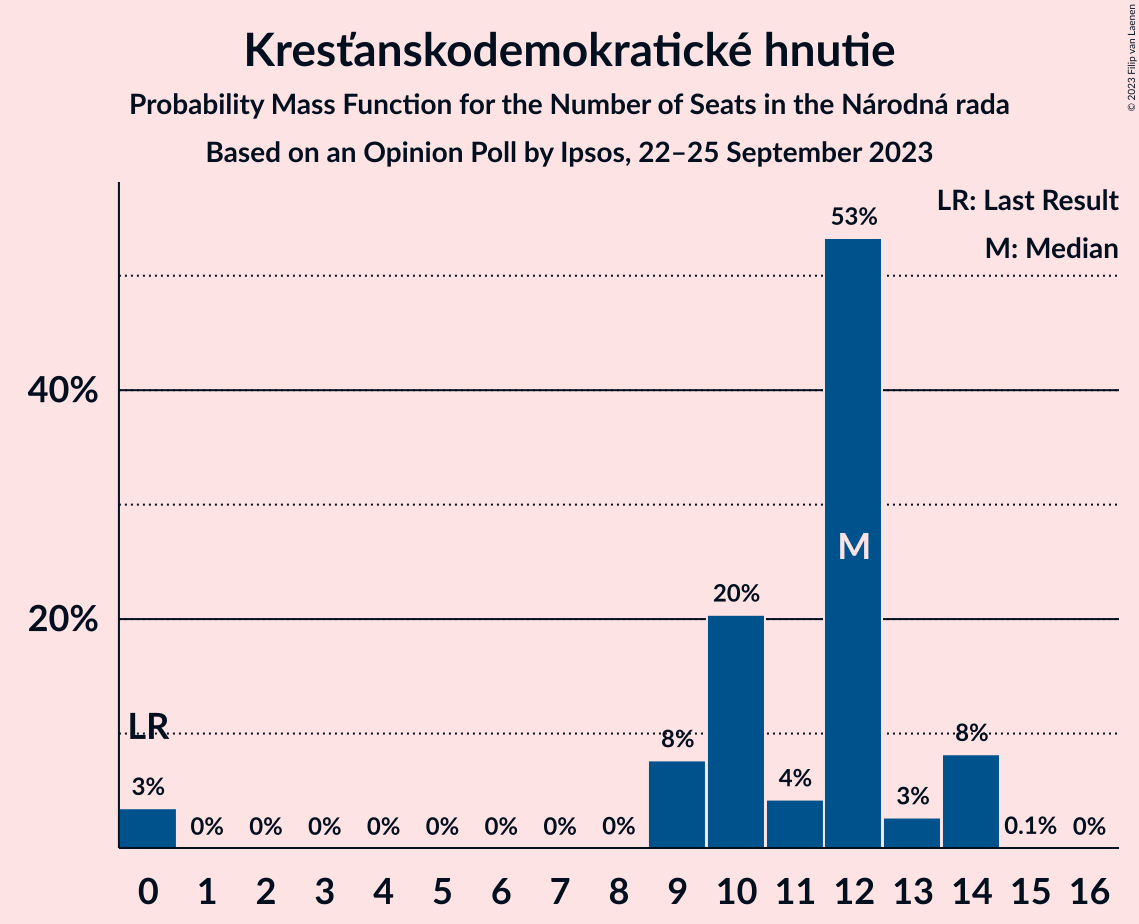 Kresťanskodemokratické hnutie
Probability Mass Function for the Number of Seats in the Národná rada
Based on an Opinion Poll by Ipsos, 22–25 September 2023
© 2023 Filip van Laenen
LR: Last Result
M: Median
53%
40%
M
20%
20%
LR
3%
0%
0%
0%
0%
0%
0%
0%
0%
8%
4%
3%
8%
0.1%
0%
0 1 2 3 4 5 6 7 8 9 10 11 12 13 14 15 16